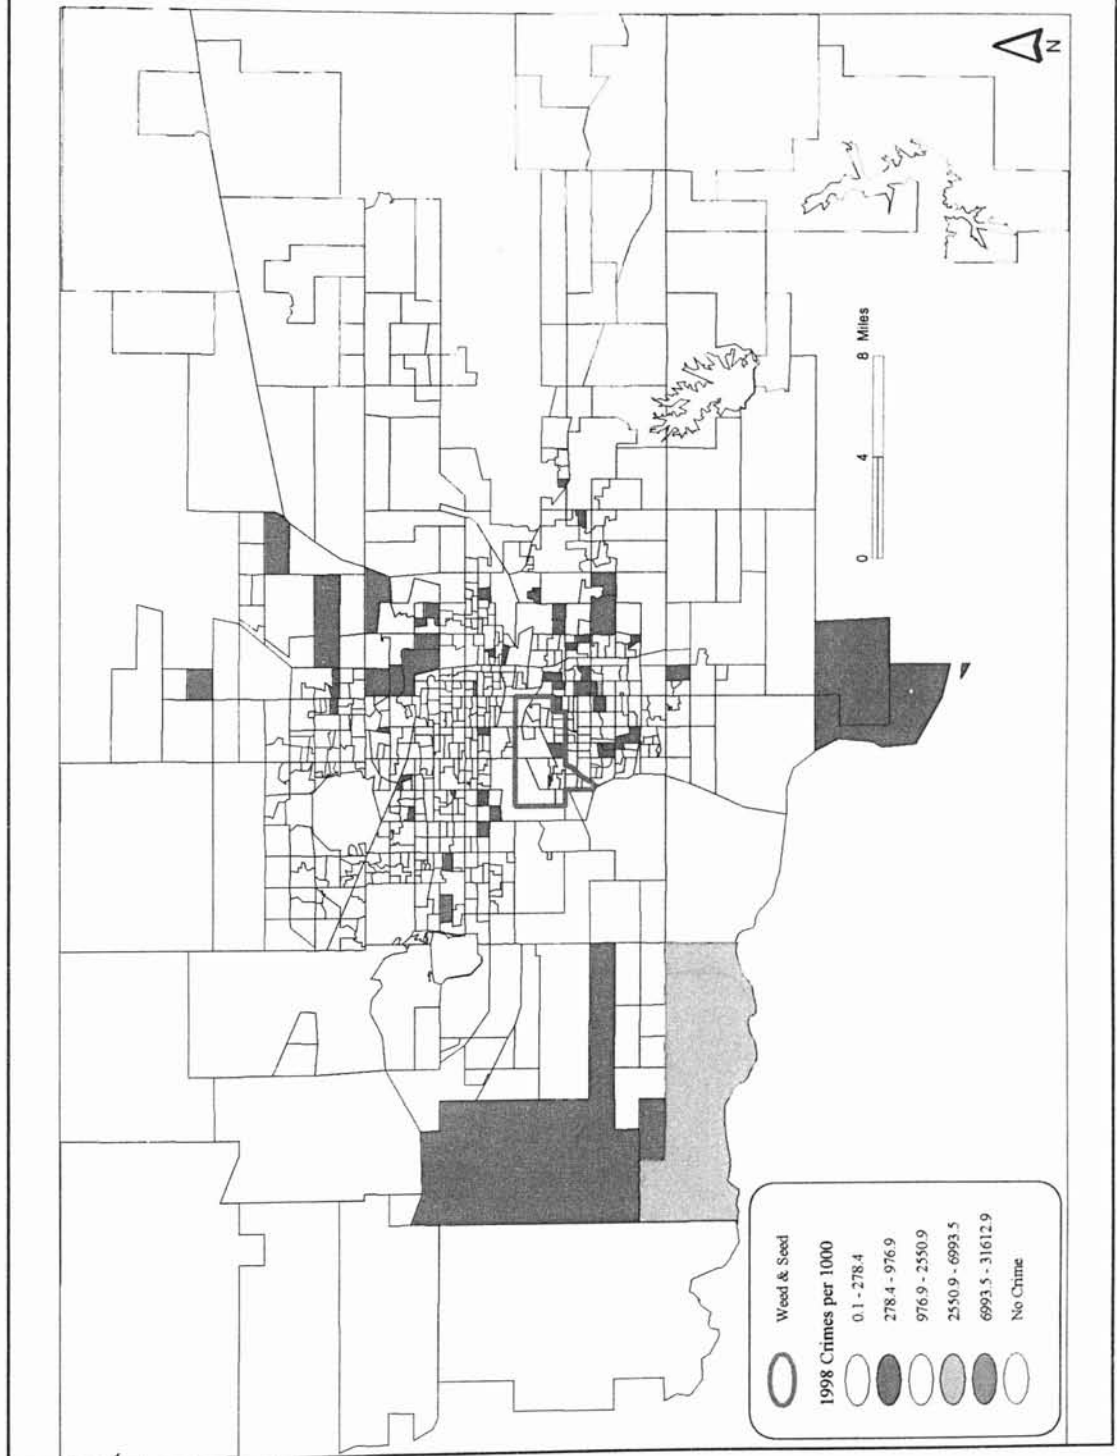 N
0 4 8 Miles
Weed & Seed
1998 Crimes per 1000
0.1 - 278.4
278.4 - 976.9
976.9 - 2550.9
2550.9 - 6993.5
6993.5 - 31612.9
No Crime